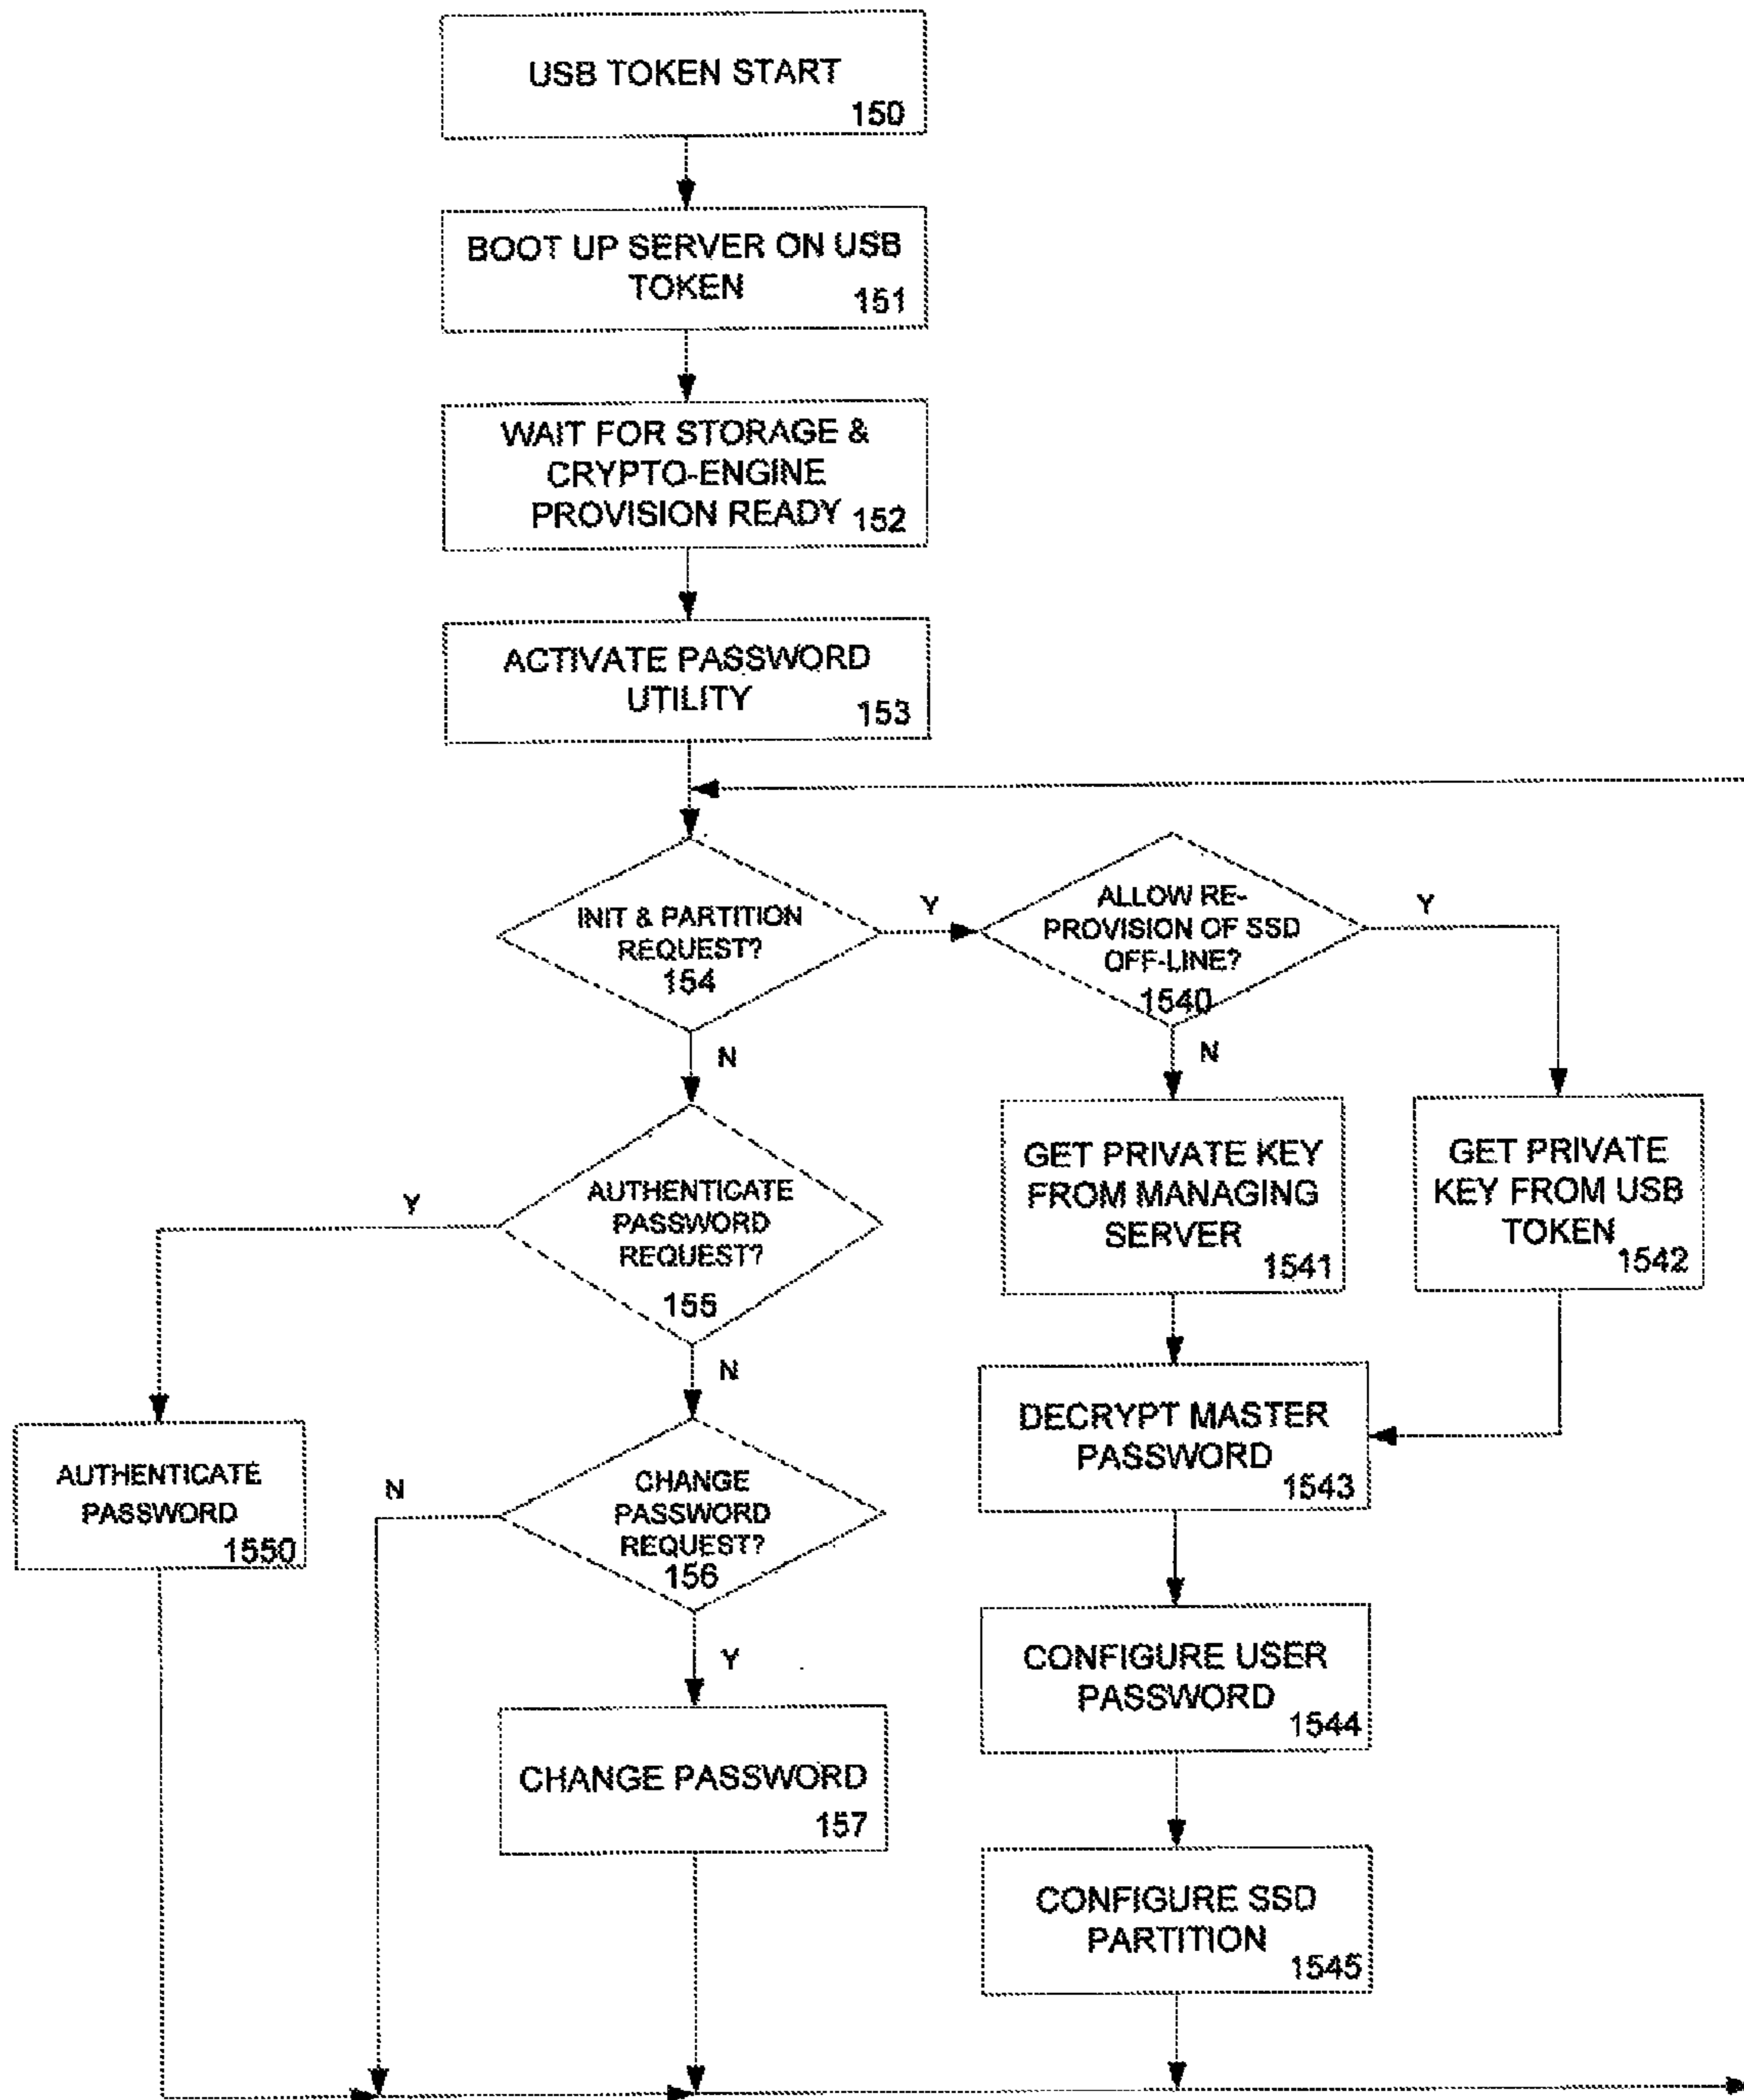 USB TOKEN START
150
BOOT UP SERVER ON USB
TOKEN
151
WAIT FOR STORAGE &
CRYPTO-ENGINE
PROVISION READY
152
ACTIVATE PASSWORD
UTILITY
153
INIT & PARTITION
REQUEST?
154
Y
ALLOW RE-
PROVISION OF SSD
OFF-LINE?
1540
Y
N
N
AUTHENTICATE
PASSWORD
REQUEST?
155
Y
GET PRIVATE KEY
FROM MANAGING
SERVER
1541
GET PRIVATE
KEY FROM USB
TOKEN
1542
N
AUTHENTICATE
PASSWORD
1550
CHANGE
PASSWORD
REQUEST?
156
N
DECRYPT MASTER
PASSWORD
1543
Y
CONFIGURE USER
PASSWORD
1544
CHANGE PASSWORD
157
CONFIGURE SSD
PARTITION
1545